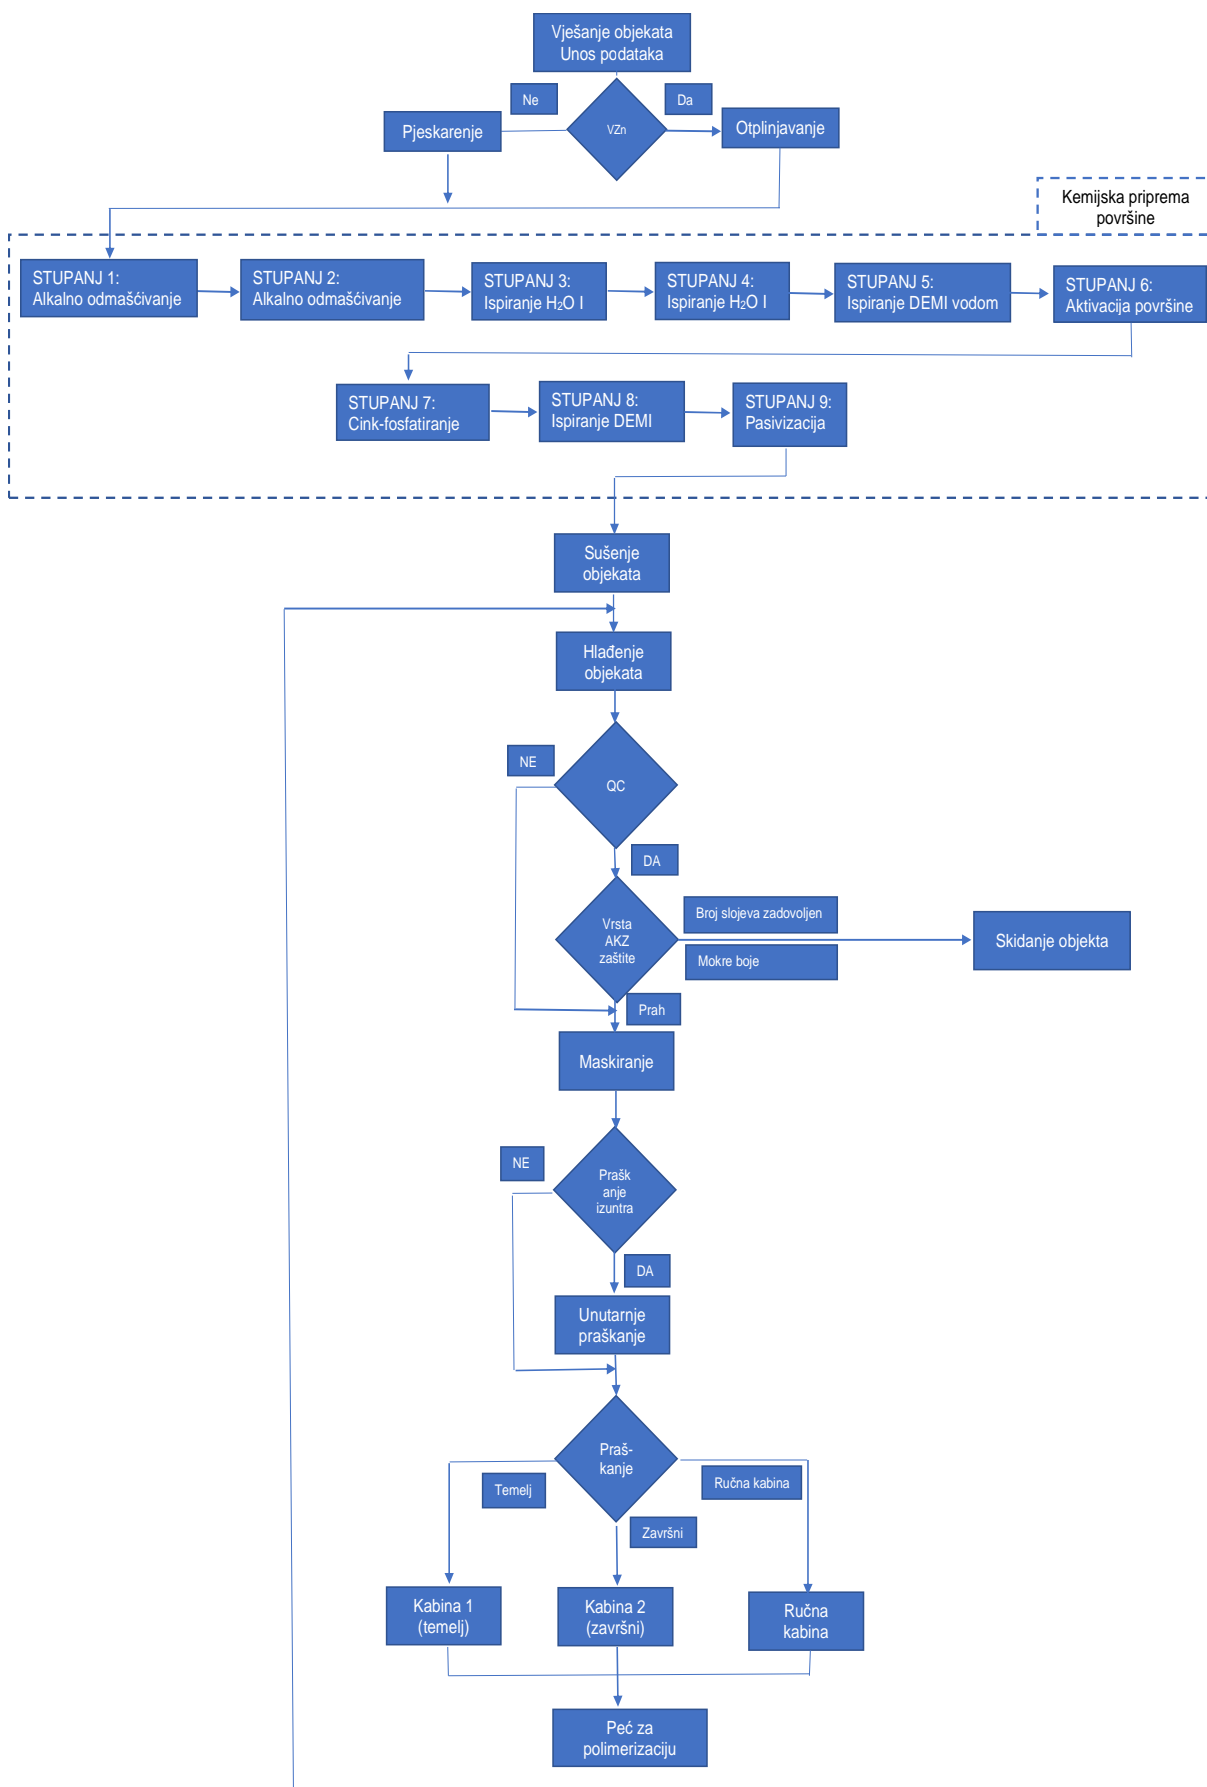 Vješanje objekata
Unos podataka
Ne
Da
VZn
Pjeskarenje
Otplinjavanje
Kemijska priprema
površine
STUPANJ 1:
Alkalno odmašćivanje
STUPANJ 2:
Alkalno odmašćivanje
STUPANJ 3:
Ispiranje H₂O I
STUPANJ 4:
Ispiranje H₂O I
STUPANJ 5:
Ispiranje DEMI vodom
STUPANJ 6:
Aktivacija površine
STUPANJ 7:
Cink-fosfatiranje
STUPANJ 8:
Ispiranje DEMI
STUPANJ 9:
Pasivizacija
Sušenje
objekata
Hlađenje
objekata
NE
QC
DA
Vrsta
AKZ
zaštite
Broj slojeva zadovoljen
Mokre boje
Skidanje objekta
Prah
Maskiranje
NE
Prašk
anje
izuntra
DA
Unutarnje
praškanje
Praš-
kanje
Temelj
Ručna kabina
Završni
Kabina 1
(temelj)
Kabina 2
(završni)
Ručna
kabina
Peć za
polimerizaciju